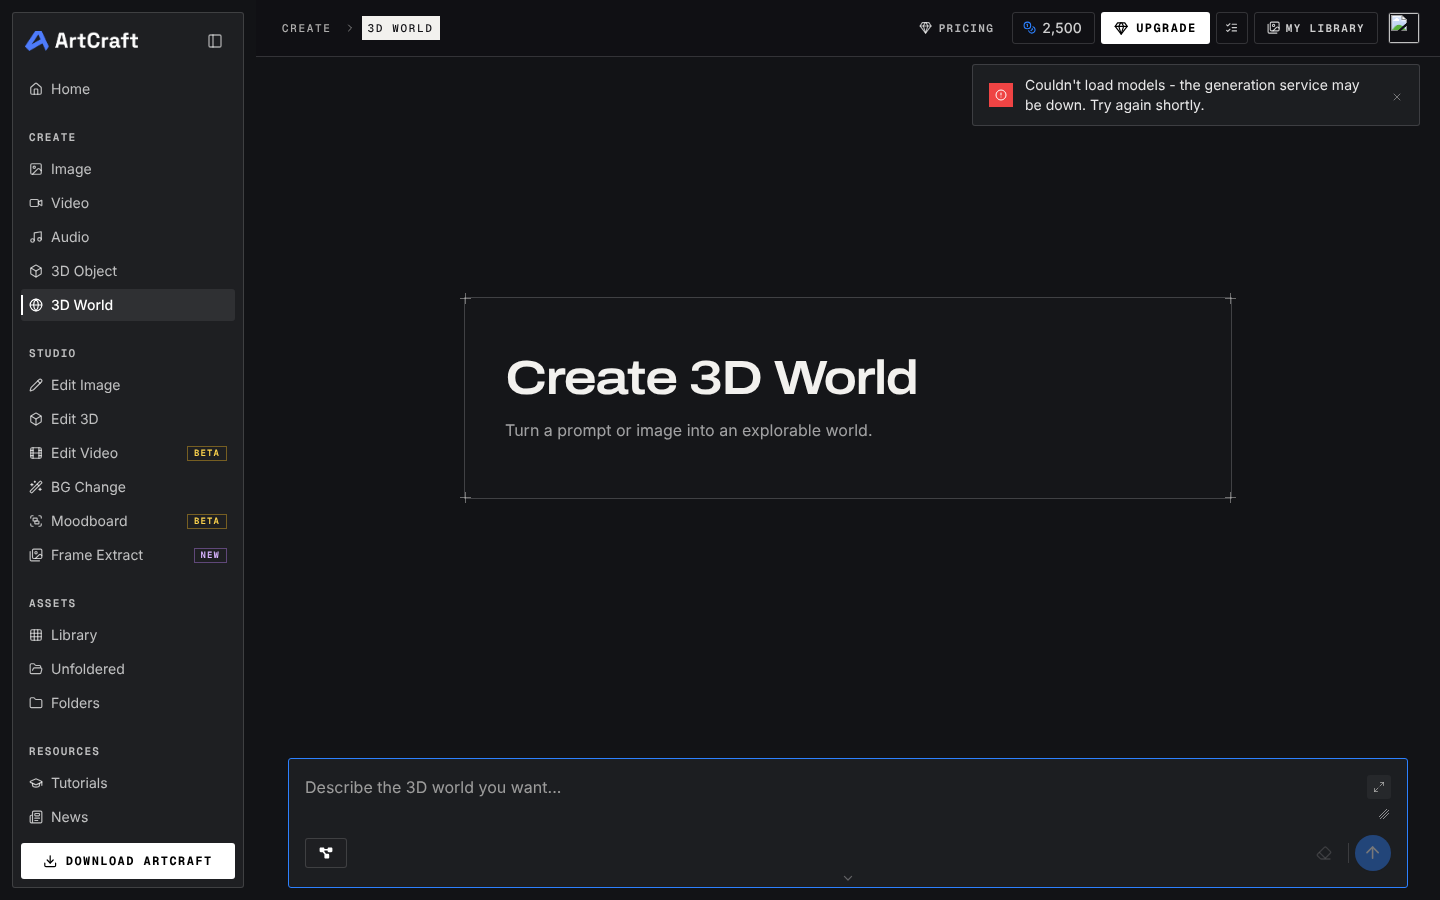 ArtCraft
Home
CREATE
Image
Video
Audio
3D Object
3D World
STUDIO
Edit Image
Edit 3D
Edit Video BETA
BG Change
Moodboard BETA
Frame Extract NEW
ASSETS
Library
Unfoldered
Folders
RESOURCES
Tutorials
News
DOWNLOAD ARTCRAFT
CREATE 3D WORLD
PRICING 2,500 UPGRADE MY LIBRARY
Couldn't load models - the generation service may
be down. Try again shortly.
Create 3D World
Turn a prompt or image into an explorable world.
Describe the 3D world you want...